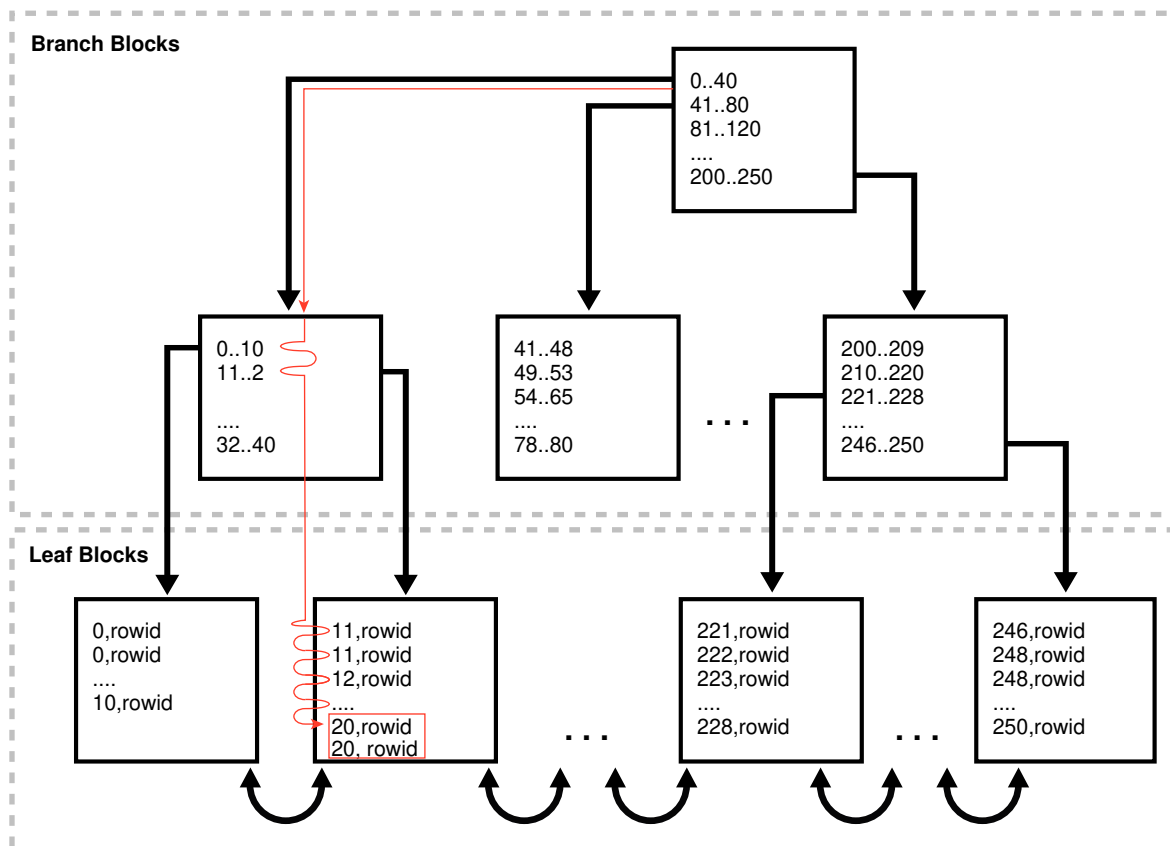 Branch Blocks
0..40
41..80
81..120
....
200..250
0..10
11..2
....
32..40
41..48
49..53
54..65
....
78..80
. . .
200..209
210..220
221..228
....
246..250
Leaf Blocks
0,rowid
0,rowid
....
10,rowid
11,rowid
11,rowid
12,rowid
....
20,rowid
20, rowid
. . .
221,rowid
222,rowid
223,rowid
....
228,rowid
. . .
246,rowid
248,rowid
248,rowid
....
250,rowid